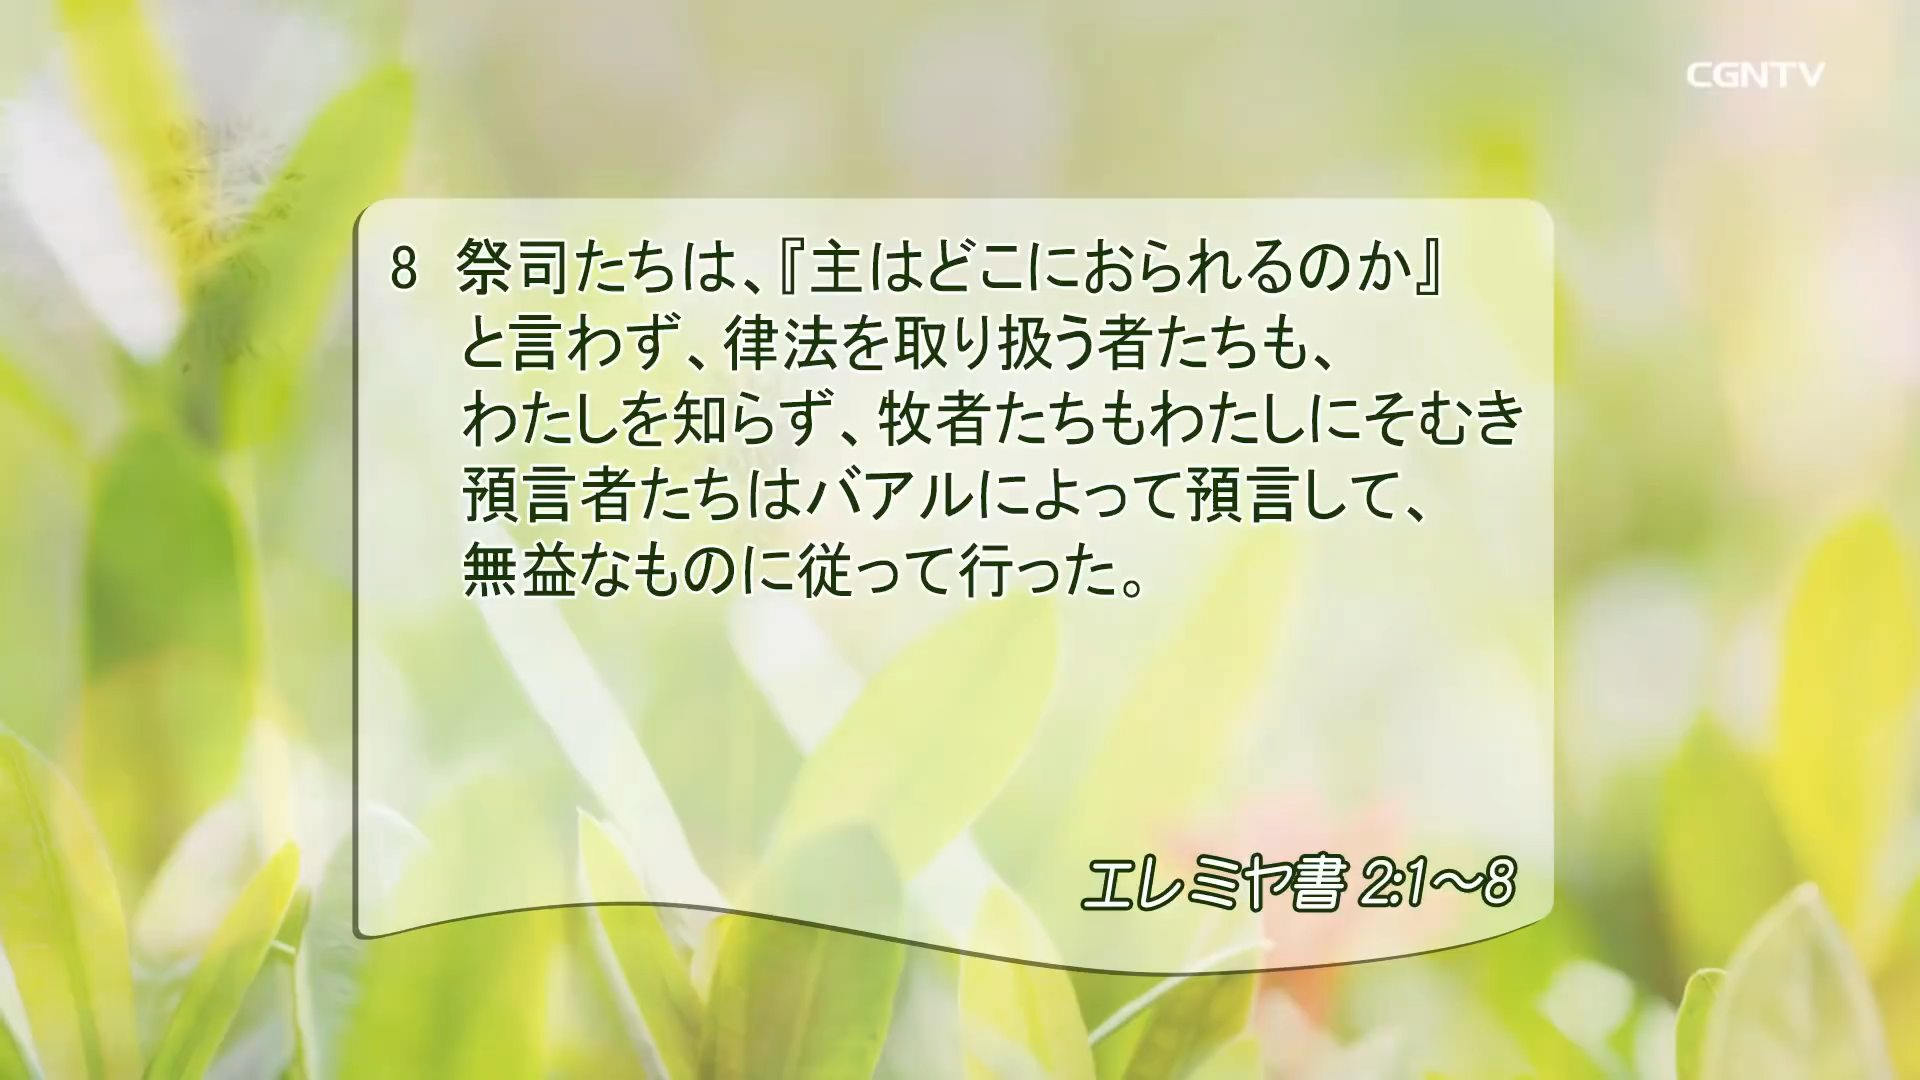 CGNTV
8 祭司たちは、『主はどこにおられるのか』
と言わず、律法を取り扱う者たちも、
わたしを知らず、牧者たちもわたしにそむき
預言者たちはバアルによって預言して、
無益なものに従って行った。
エレミヤ書 2:1～8